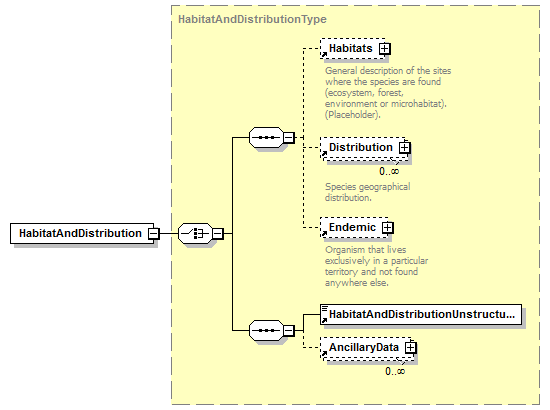 HabitatAndDistributionType
Habitats
General description of the sites
where the species are found
(ecosystem, forest,
environment or microhabitat).
(Placeholder).
Distribution
0..∞
Species geographical
distribution.
HabitatAndDistribution
Endemic
Organism that lives
exclusively in a particular
territory and not found
anywhere else.
HabitatAndDistributionUnstructu...
AncillaryData
0..∞